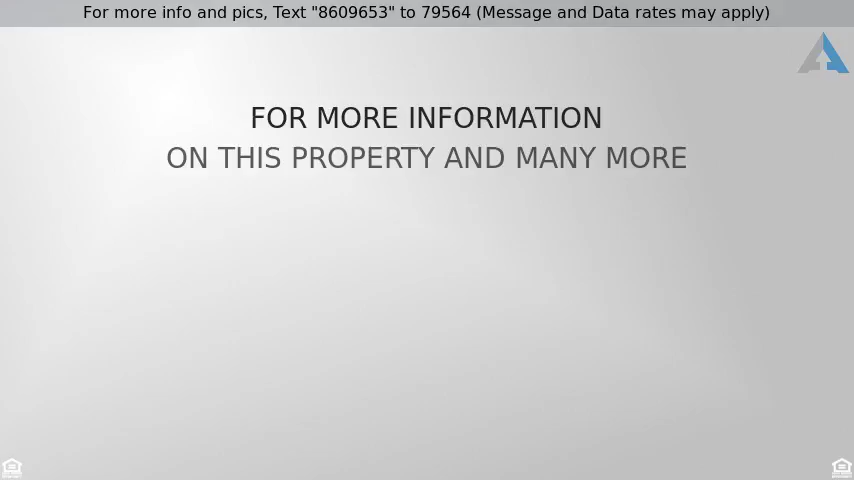 For more info and pics, Text "8609653" to 79564 (Message and Data rates may apply)
FOR MORE INFORMATION
ON THIS PROPERTY AND MANY MORE